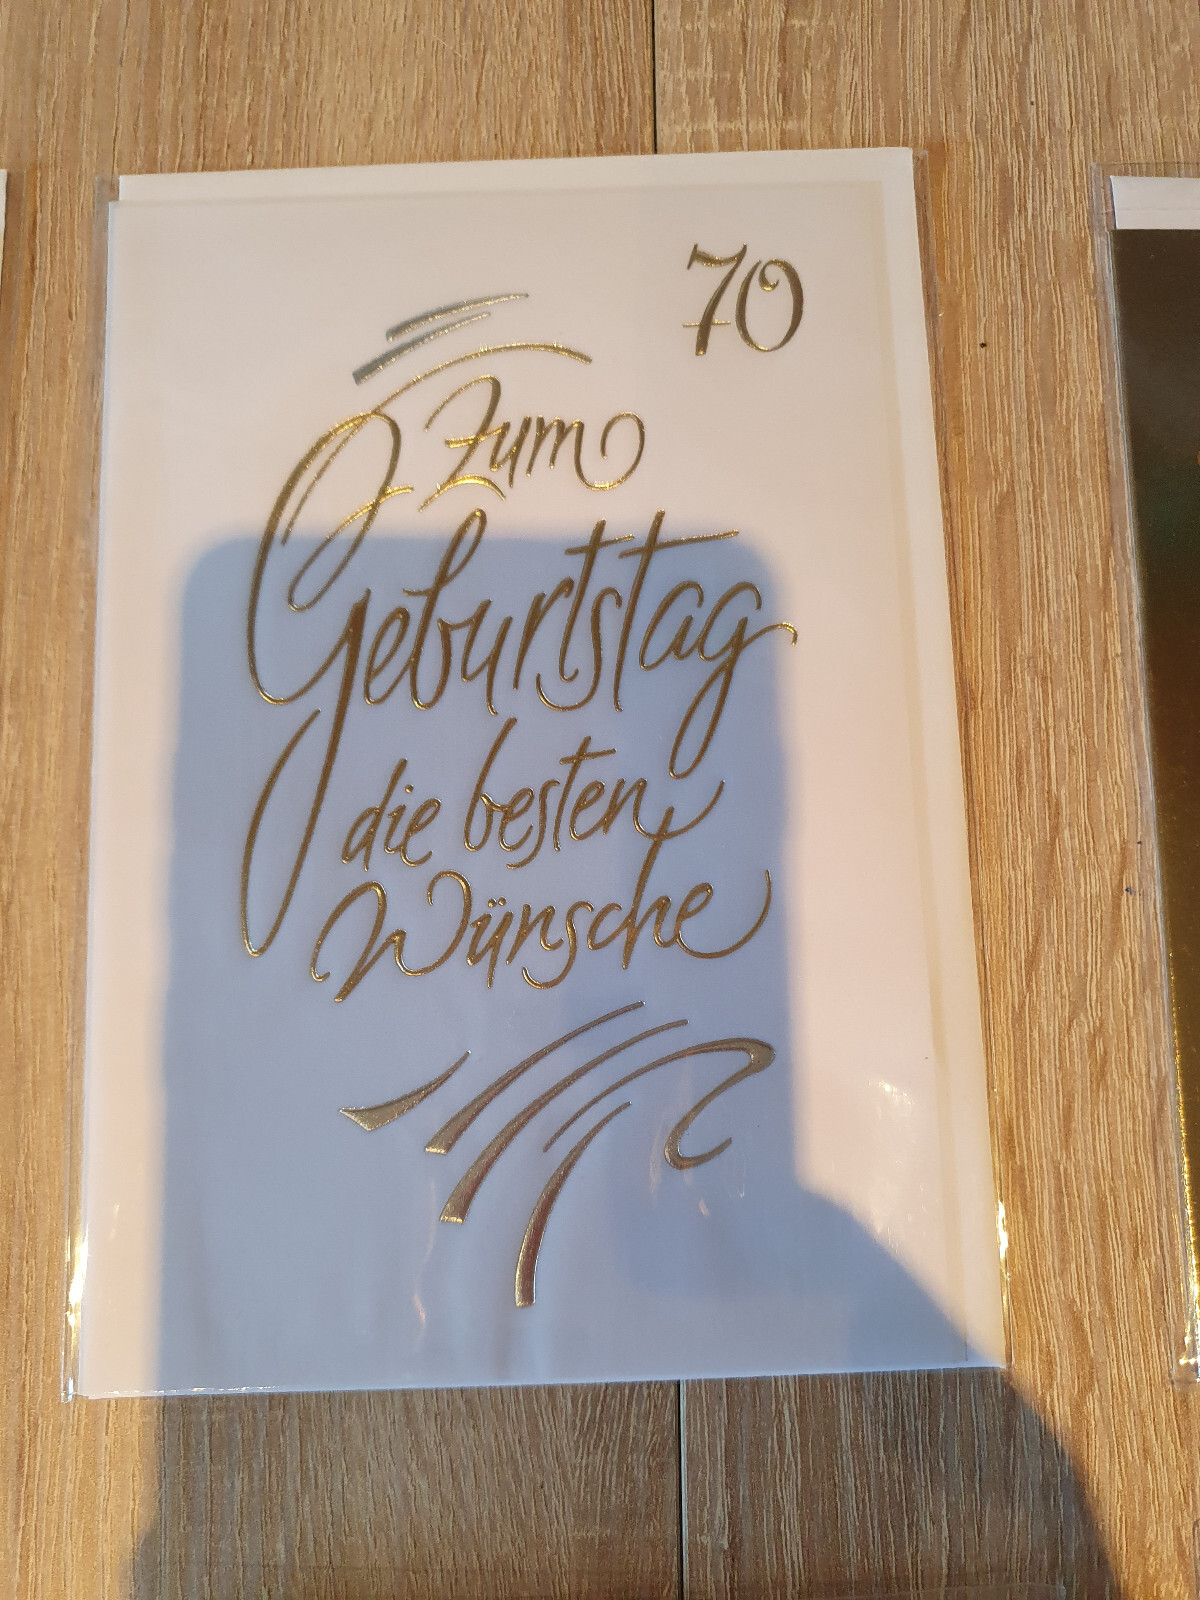 70
Zum
Geburtstag
die besten
Wünsche